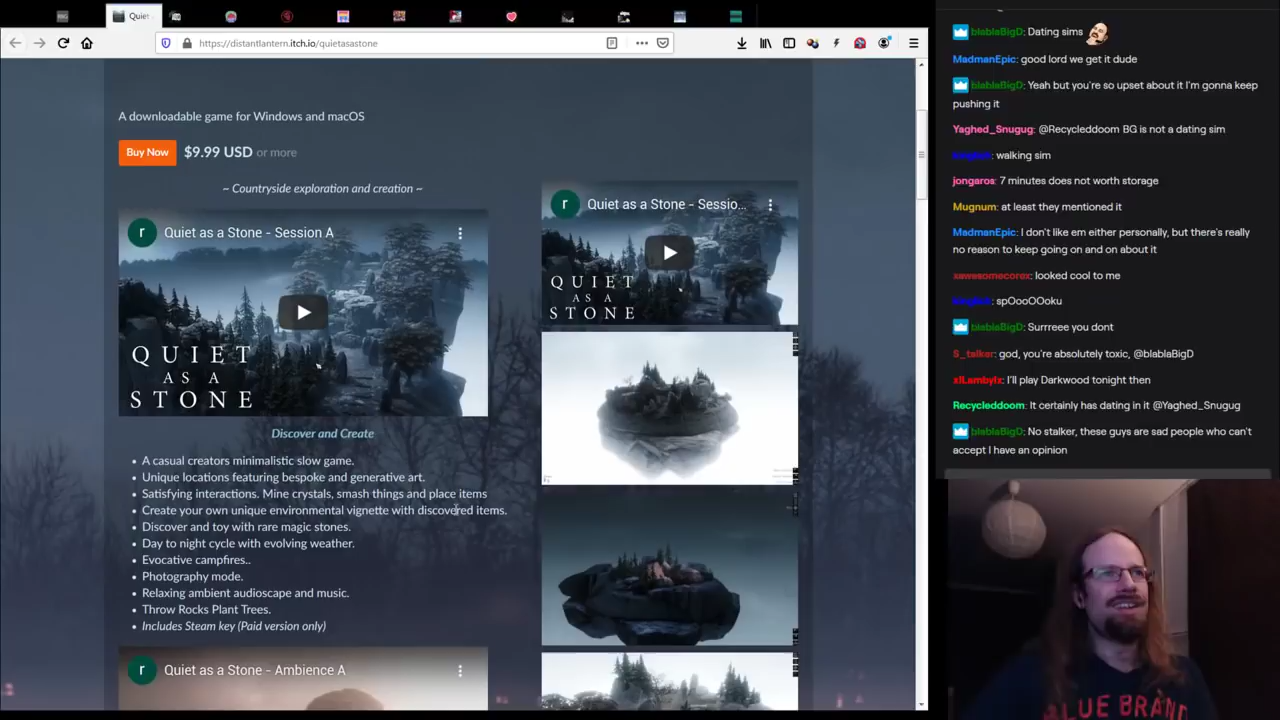 Quiet
https://distantlantern.itch.io/quietasastone
A downloadable game for Windows and macOS
Buy Now $9.99 USD or more
~ Countryside exploration and creation ~
r Quiet as a Stone - Session A
QUIET
AS A
STONE
Discover and Create
• A casual creators minimalistic slow game.
• Unique locations featuring bespoke and generative art.
• Satisfying interactions. Mine crystals, smash things and place items
• Create your own unique environmental vignette with discovered items.
• Discover and toy with rare magic stones.
• Day to night cycle with evolving weather.
• Evocative campfires..
• Photography mode.
• Relaxing ambient audioscape and music.
• Throw Rocks Plant Trees.
• Includes Steam key (Paid version only)
r Quiet as a Stone - Ambience A
r Quiet as a Stone - Sessio...
QUIET
AS A
STONE
blablaBigD: Dating sims
MadmanEpic: good lord we get it dude
blablaBigD: Yeah but you're so upset about it I'm gonna keep
pushing it
Yaghed_Snugug: @Recycleddoom BG is not a dating sim
: walking sim
jongaros: 7 minutes does not worth storage
Mugnum: at least they mentioned it
MadmanEpic: I don't like em either personally, but there's really
no reason to keep going on and on about it
xawesomecorex: looked cool to me
: spOooOOoku
blablaBigD: Surrreee you dont
S_talker: god, you're absolutely toxic, @blablaBigD
xILambyIx: I'll play Darkwood tonight then
Recycleddoom: It certainly has dating in it @Yaghed_Snugug
blablaBigD: No stalker, these guys are sad people who can't
accept I have an opinion
BLUE BRAND